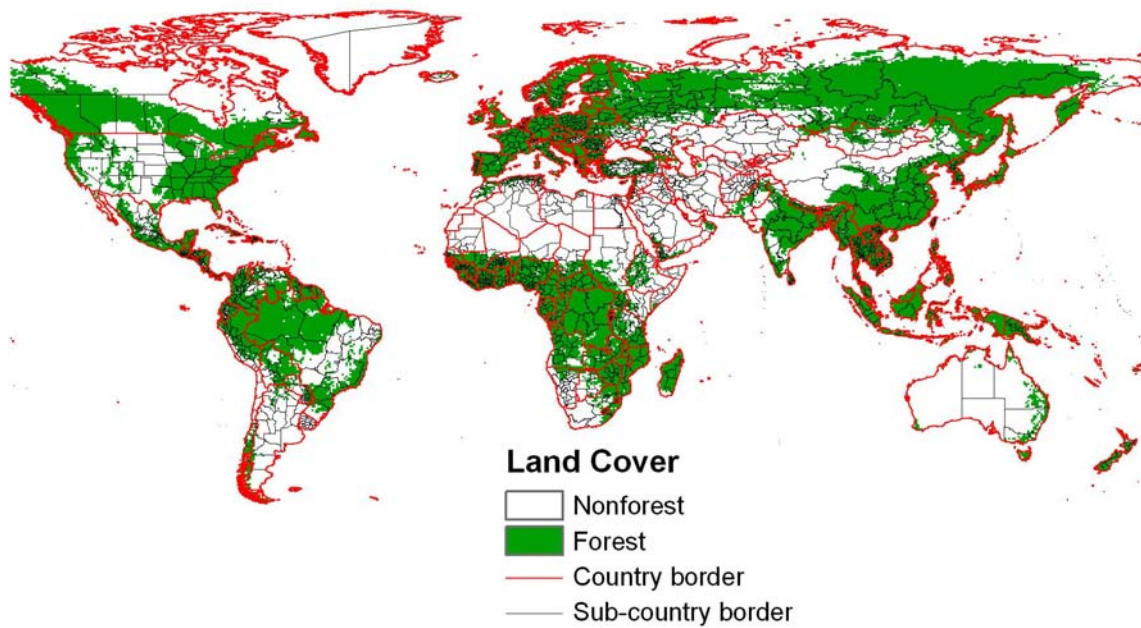 Land Cover
Nonforest
Forest
Country border
Sub-country border